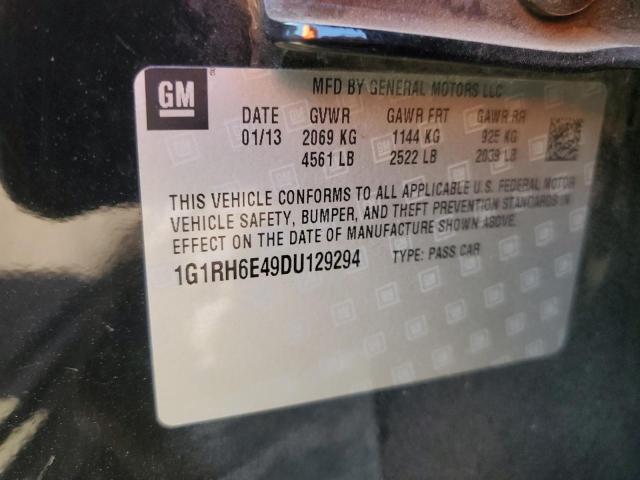 GM
MFD BY GENERAL MOTORS LLC
DATE GVWR GAWR FRT GAWR RR
01/13 2069 KG 1144 KG 925 KG
4561 LB 2522 LB 2039 LB
THIS VEHICLE CONFORMS TO ALL APPLICABLE U.S. FEDERAL MOTOR
VEHICLE SAFETY, BUMPER, AND THEFT PREVENTION STANDARDS IN
EFFECT ON THE DATE OF MANUFACTURE SHOWN ABOVE.
1G1RH6E49DU129294 TYPE: PASS CAR